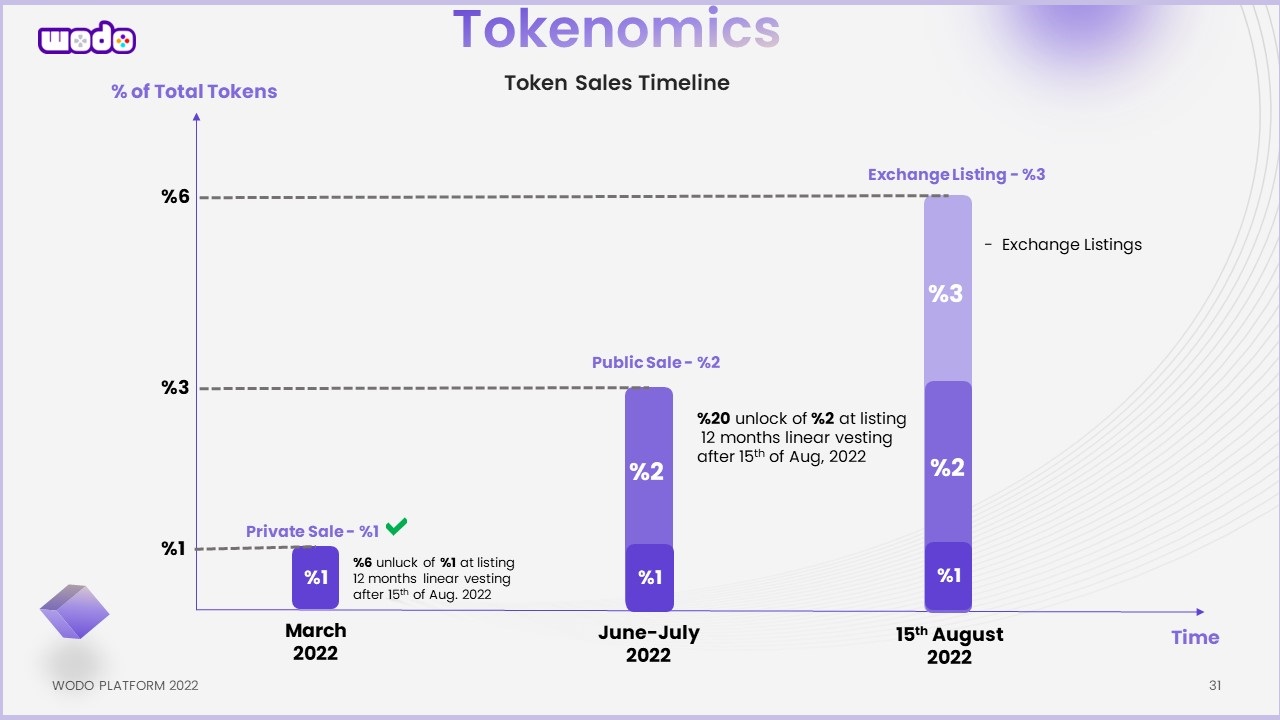 Tokenomics
wodo
Token Sales Timeline
% of Total Tokens
Exchange Listing - %3
%6
- Exchange Listings
%3
Public Sale - %2
%3
%20 unlock of %2 at listing
12 months linear vesting
after 15th of Aug, 2022
%2
%2
Private Sale - %1
%1
%6 unluck of %1 at listing
12 months linear vesting
after 15th of Aug. 2022
%1
%1
%1
March
2022
June-July
2022
15th August
2022
Time
WODO PLATFORM 2022
31